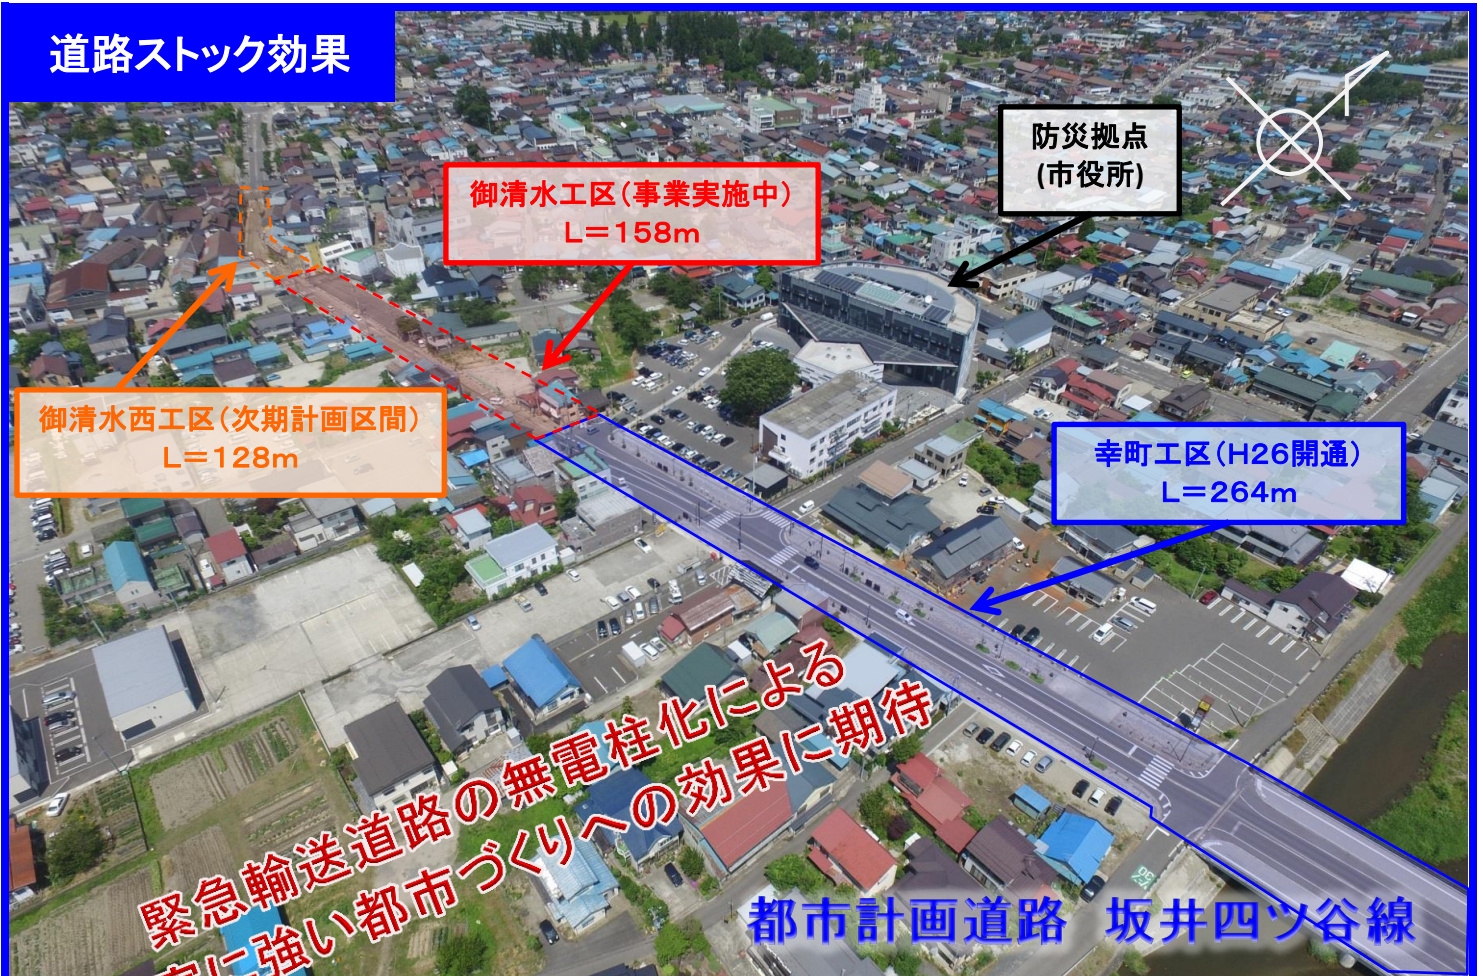 道路ストック効果
防災拠点
(市役所)
御清水工区(事業実施中)
L=158m
御清水西工区(次期計画区間)
L=128m
幸町工区(H26開通)
L=264m
緊急輸送道路の無電柱化による
に強い都市づくりへの効果に期待
都市計画道路 坂井四ツ谷線